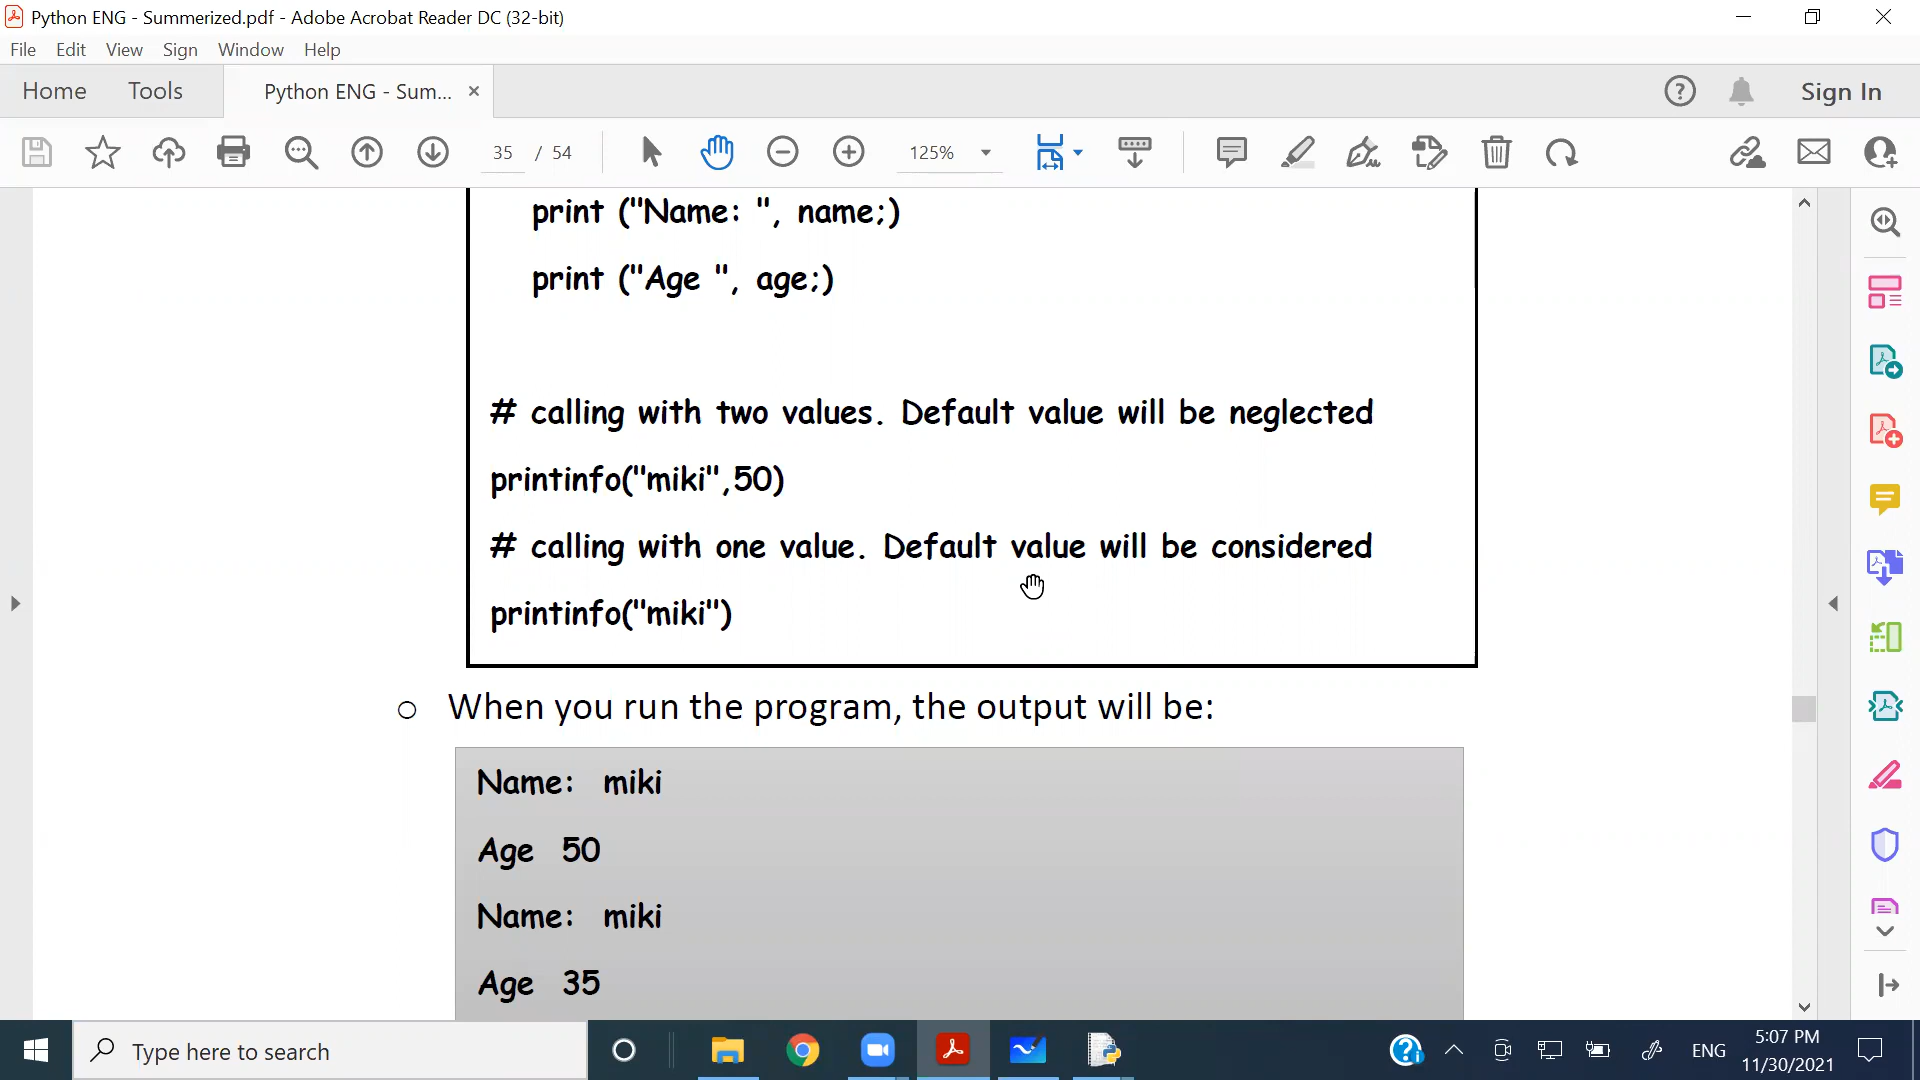 Python ENG - Summerized.pdf - Adobe Acrobat Reader DC (32-bit)
File Edit View Sign Window Help
Home Tools Python ENG - Sum... × Sign In
35 / 54 125%
print ("Name: ", name;)
print ("Age ", age;)
# calling with two values. Default value will be neglected
printinfo("miki",50)
# calling with one value. Default value will be considered
printinfo("miki")
o When you run the program, the output will be:
Name: miki
Age 50
Name: miki
Age 35
Type here to search
ENG
5:07 PM
11/30/2021